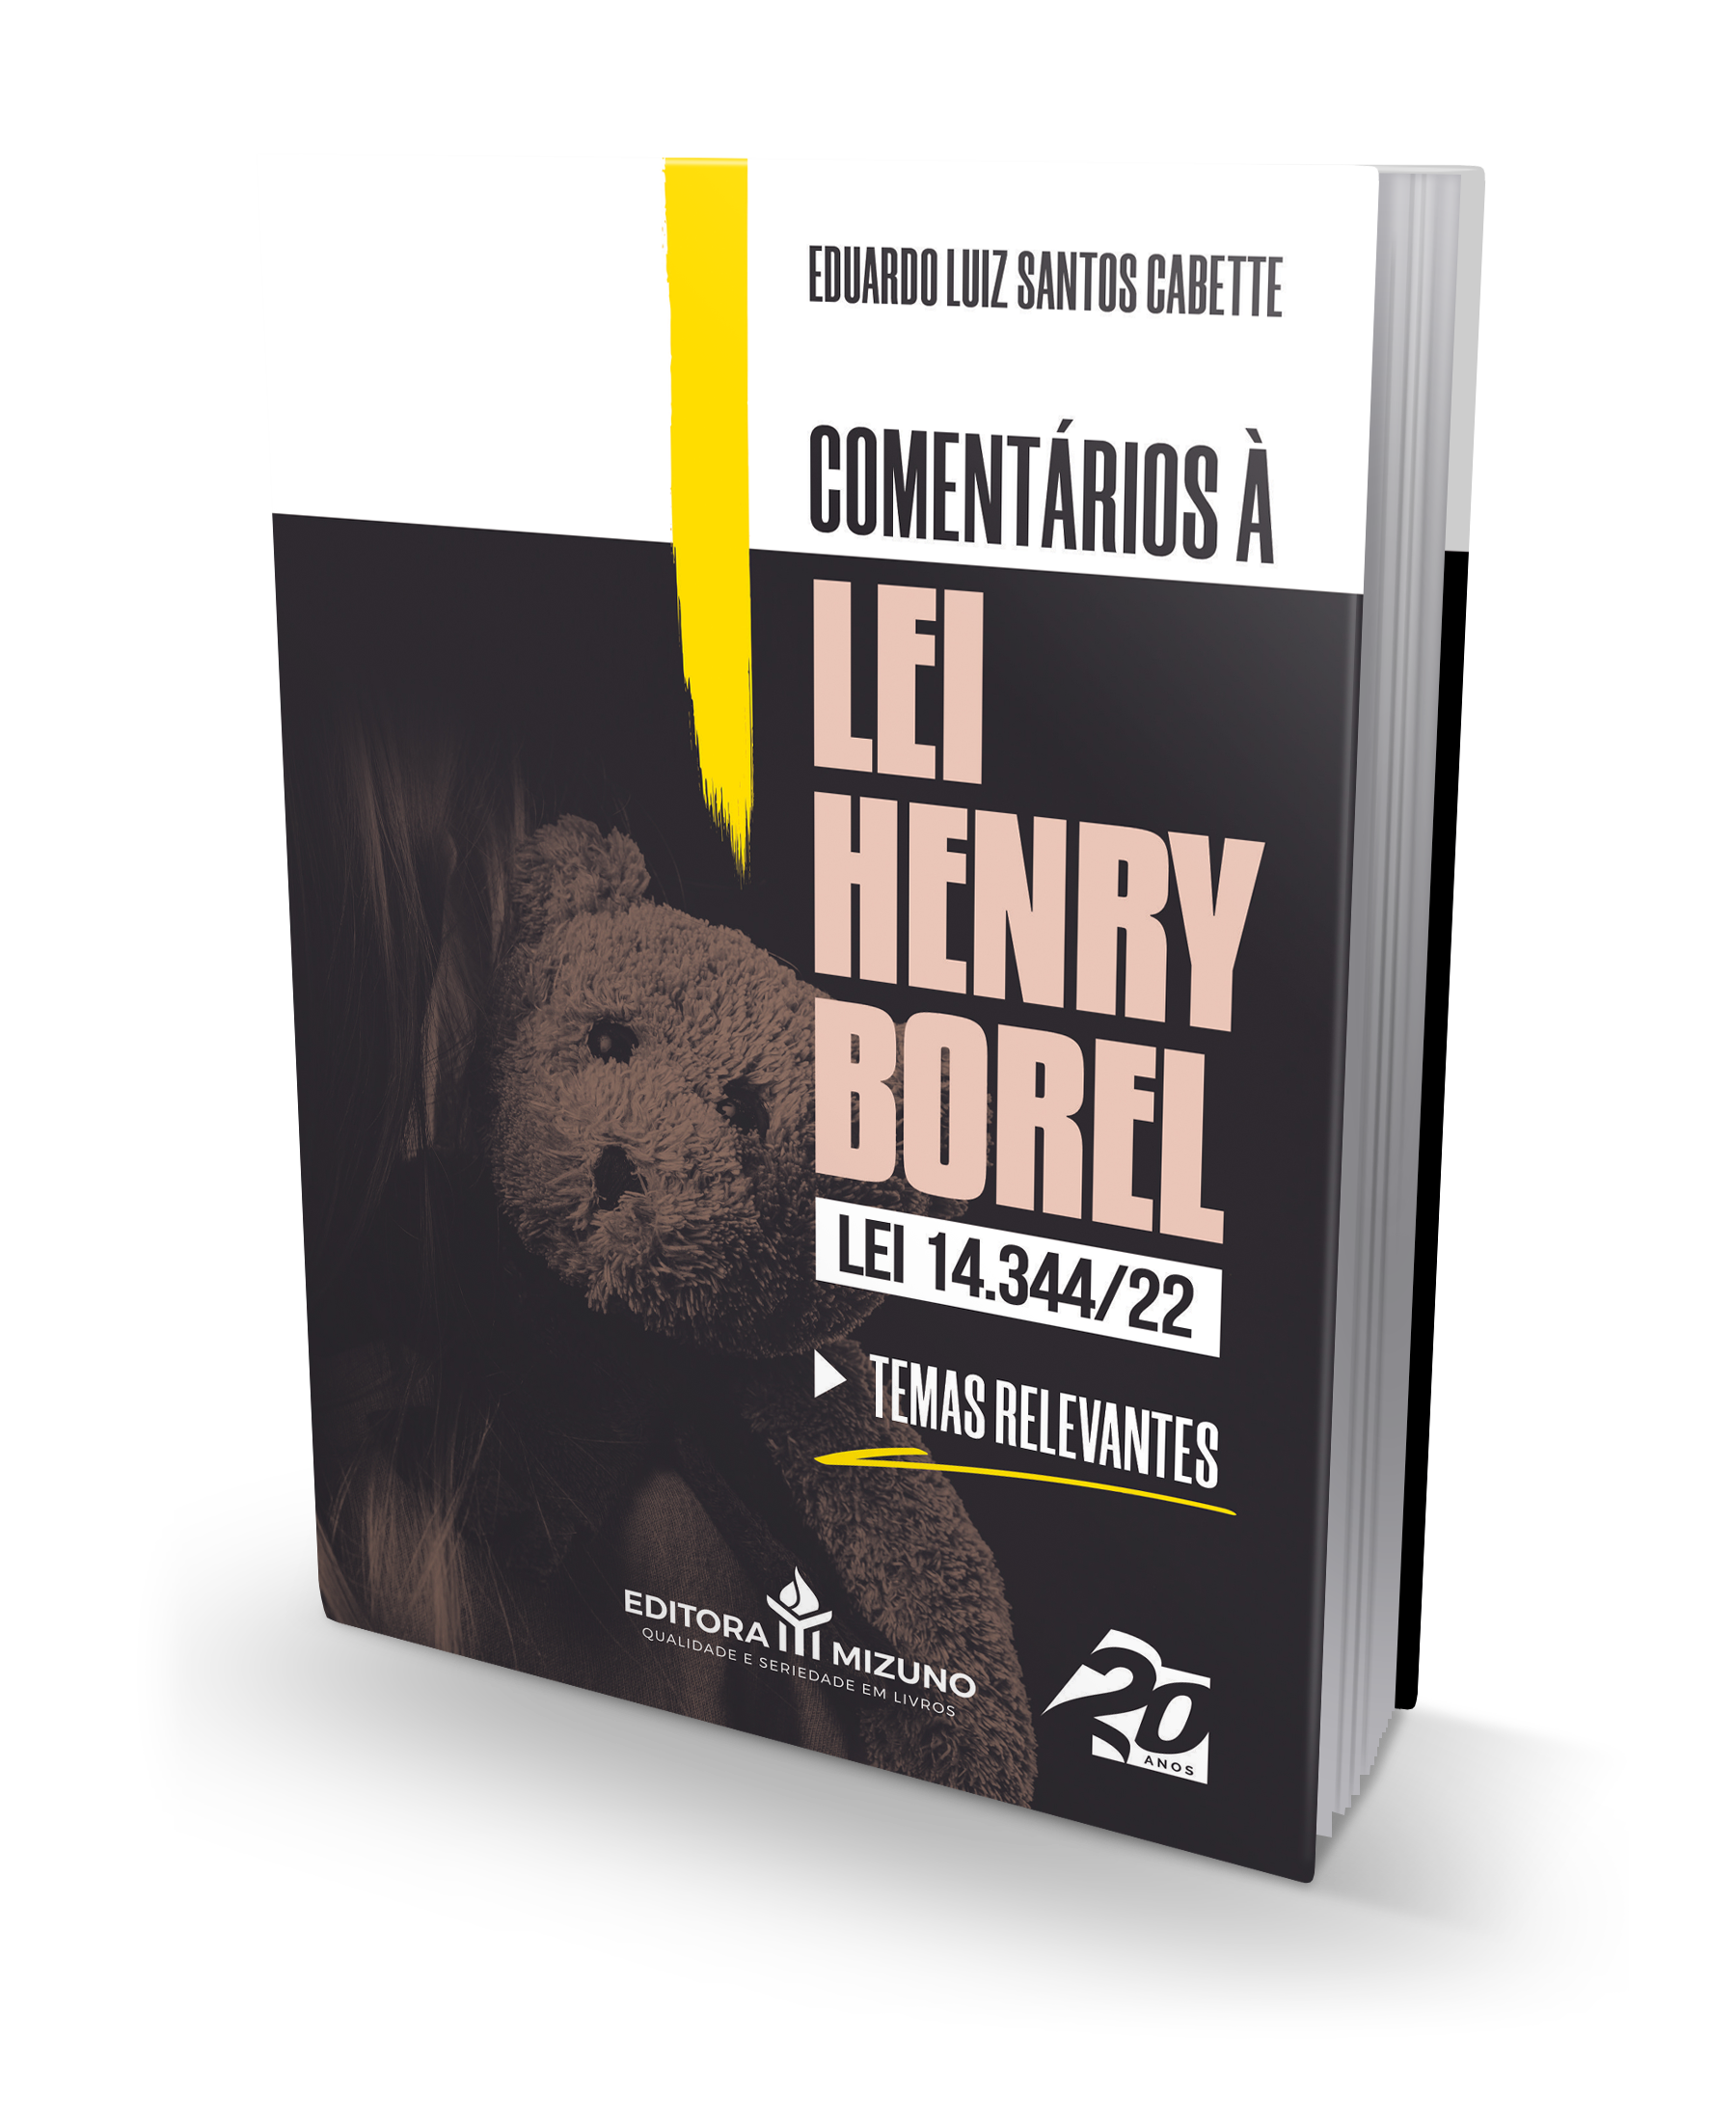 EDUARDO LUIZ SANTOS CABETTE
COMENTÁRIOS À
LEI
HENRY
BOREL
LEI 14.344/22
TEMAS RELEVANTES
EDITORA MIZUNO
QUALIDADE E SERIEDADE EM LIVROS
20
ANOS